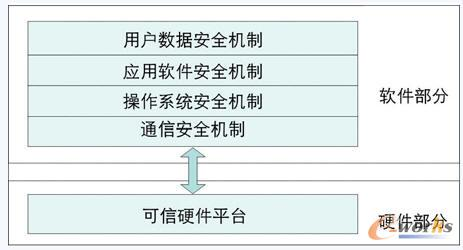 用户数据安全机制
应用软件安全机制
操作系统安全机制
通信安全机制
软件部分
可信硬件平台
硬件部分
e-works